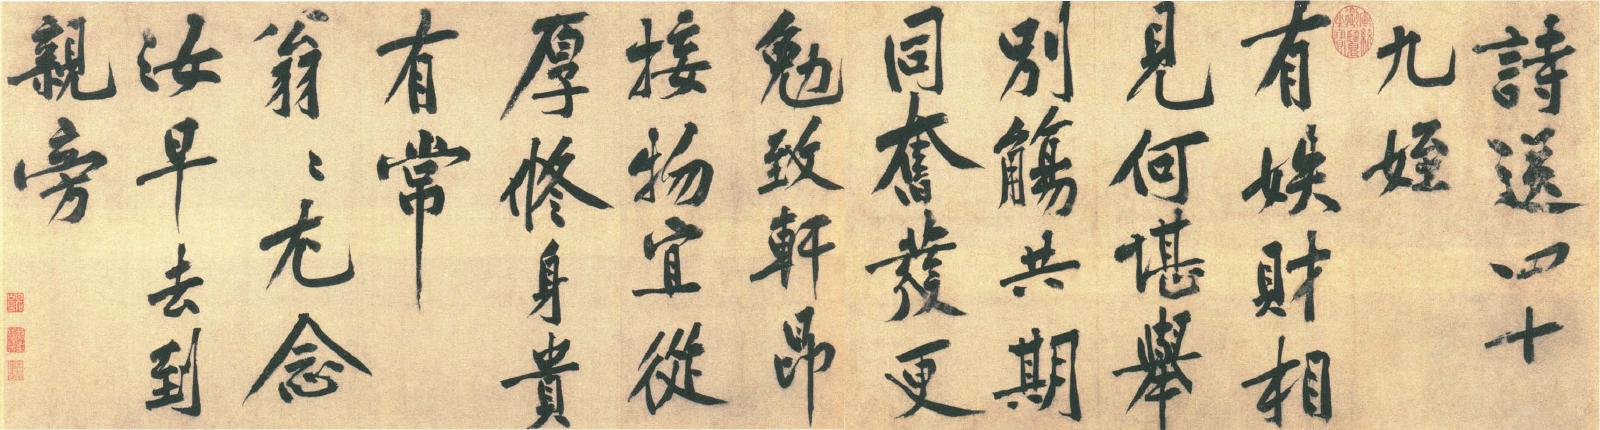 詩送四十
九姪
有娛財相
見何堪舉
別觴共期
同奮發更
勉致軒昂
接物宜從
厚修身貴
有常
翁〻尤念
汝早去到
親旁